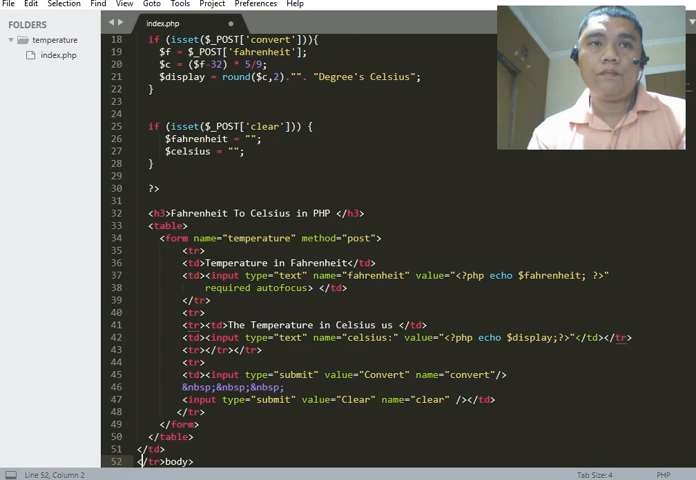 File Edit Selection Find View Goto Tools Project Preferences Help
FOLDERS
temperature
index.php
index.php
18 if (isset($_POST['convert'])){
19 $f = $_POST['fahrenheit'];
20 $c = ($f-32) * 5/9;
21 $display = round($c,2)."". "Degree's Celsius";
22 }
23
24
25 if (isset($_POST['clear'])) {
26 $fahrenheit = "";
27 $celsius = "";
28 }
29
30 ?>
31
32 <h3>Fahrenheit To Celsius in PHP </h3>
33 <table>
34 <form name="temperature" method="post">
35 <tr>
36 <td>Temperature in Fahrenheit</td>
37 <td><input type="text" name="fahrenheit" value="<?php echo $fahrenheit; ?>"
38 required autofocus> </td>
39 </tr>
40 <tr>
41 <tr><td>The Temperature in Celsius us </td>
42 <td><input type="text" name="celsius:" value="<?php echo $display;?>"</td></tr>
43 <tr></tr></tr>
44 <tr>
45 <td><input type="submit" value="Convert" name="convert"/>
46 &nbsp;&nbsp;&nbsp;
47 <input type="submit" value="Clear" name="clear" /></td>
48 </tr>
49 </form>
50 </table>
51 </td>
52 </tr>body>
Line 52, Column 2
Tab Size: 4
PHP